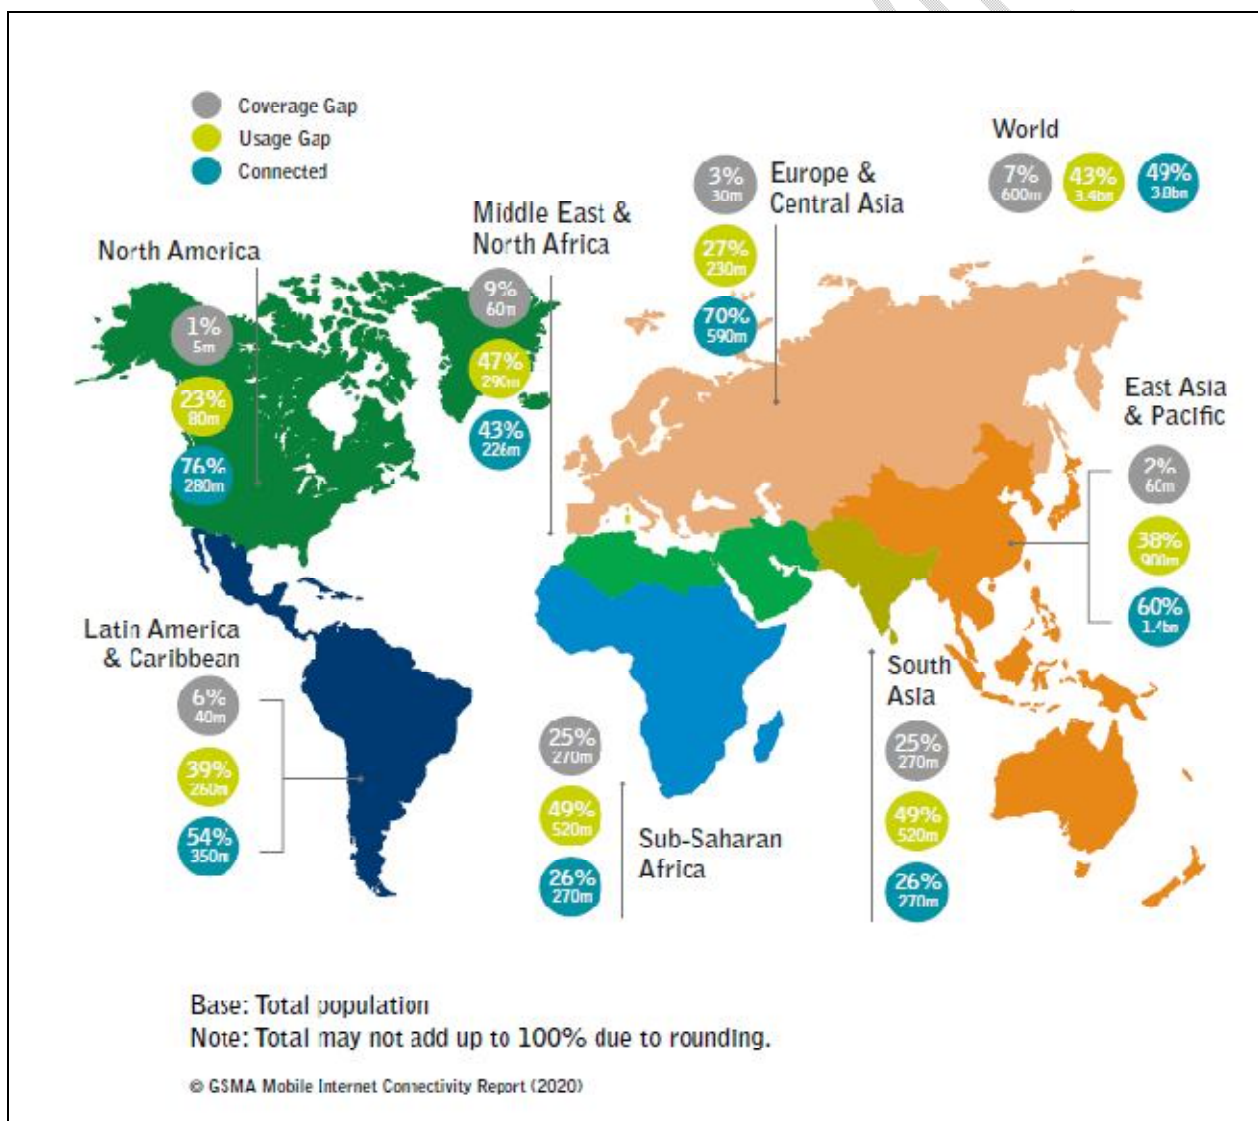 Coverage Gap
Usage Gap
Connected
World
7%
600m
43%
3.4bn
49%
3.8bn
3%
30m
Europe &
Central Asia
27%
230m
70%
590m
Middle East &
North Africa
9%
60m
47%
290m
43%
226m
North America
1%
5m
23%
80m
76%
280m
East Asia
& Pacific
2%
60m
38%
900m
60%
1.4bn
Latin America
& Caribbean
6%
40m
39%
260m
54%
350m
25%
270m
49%
520m
26%
270m
Sub-Saharan
Africa
South
Asia
25%
270m
49%
520m
26%
270m
Base: Total population
Note: Total may not add up to 100% due to rounding.
© GSMA Mobile Internet Connectivity Report (2020)